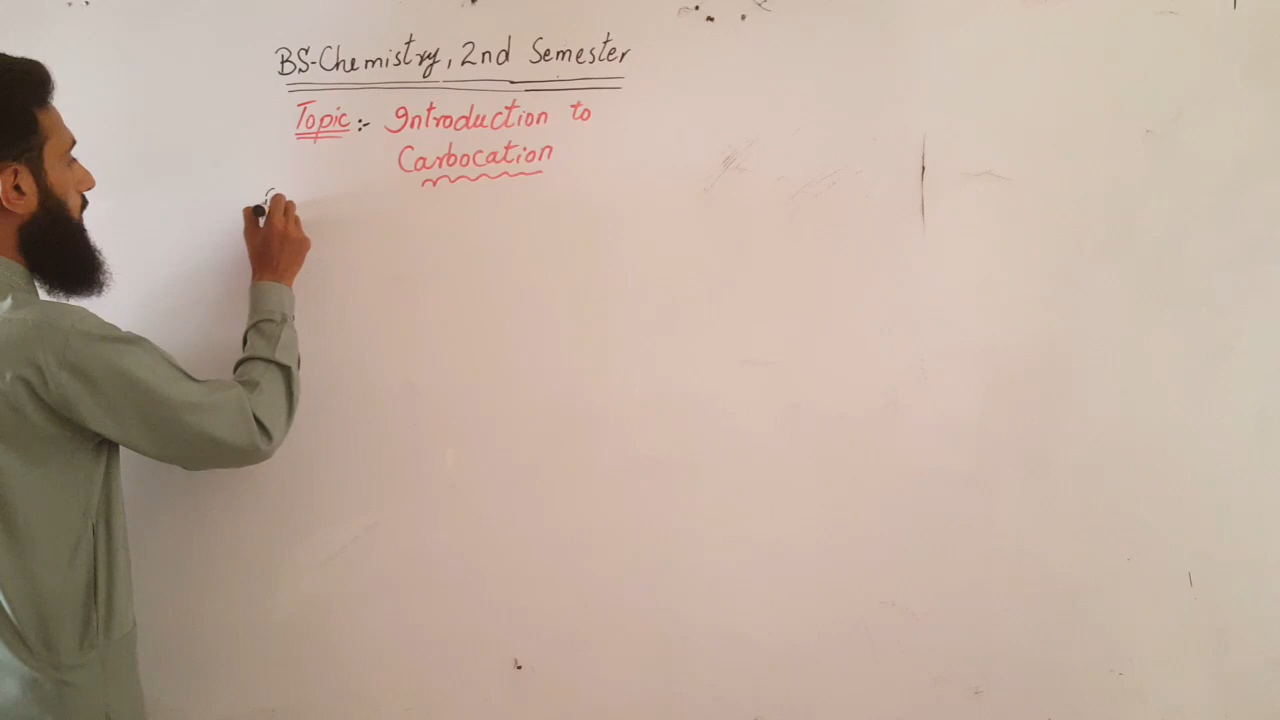 BS-Chemistry, 2nd Semester
Topic:- Introduction to
Carbocation